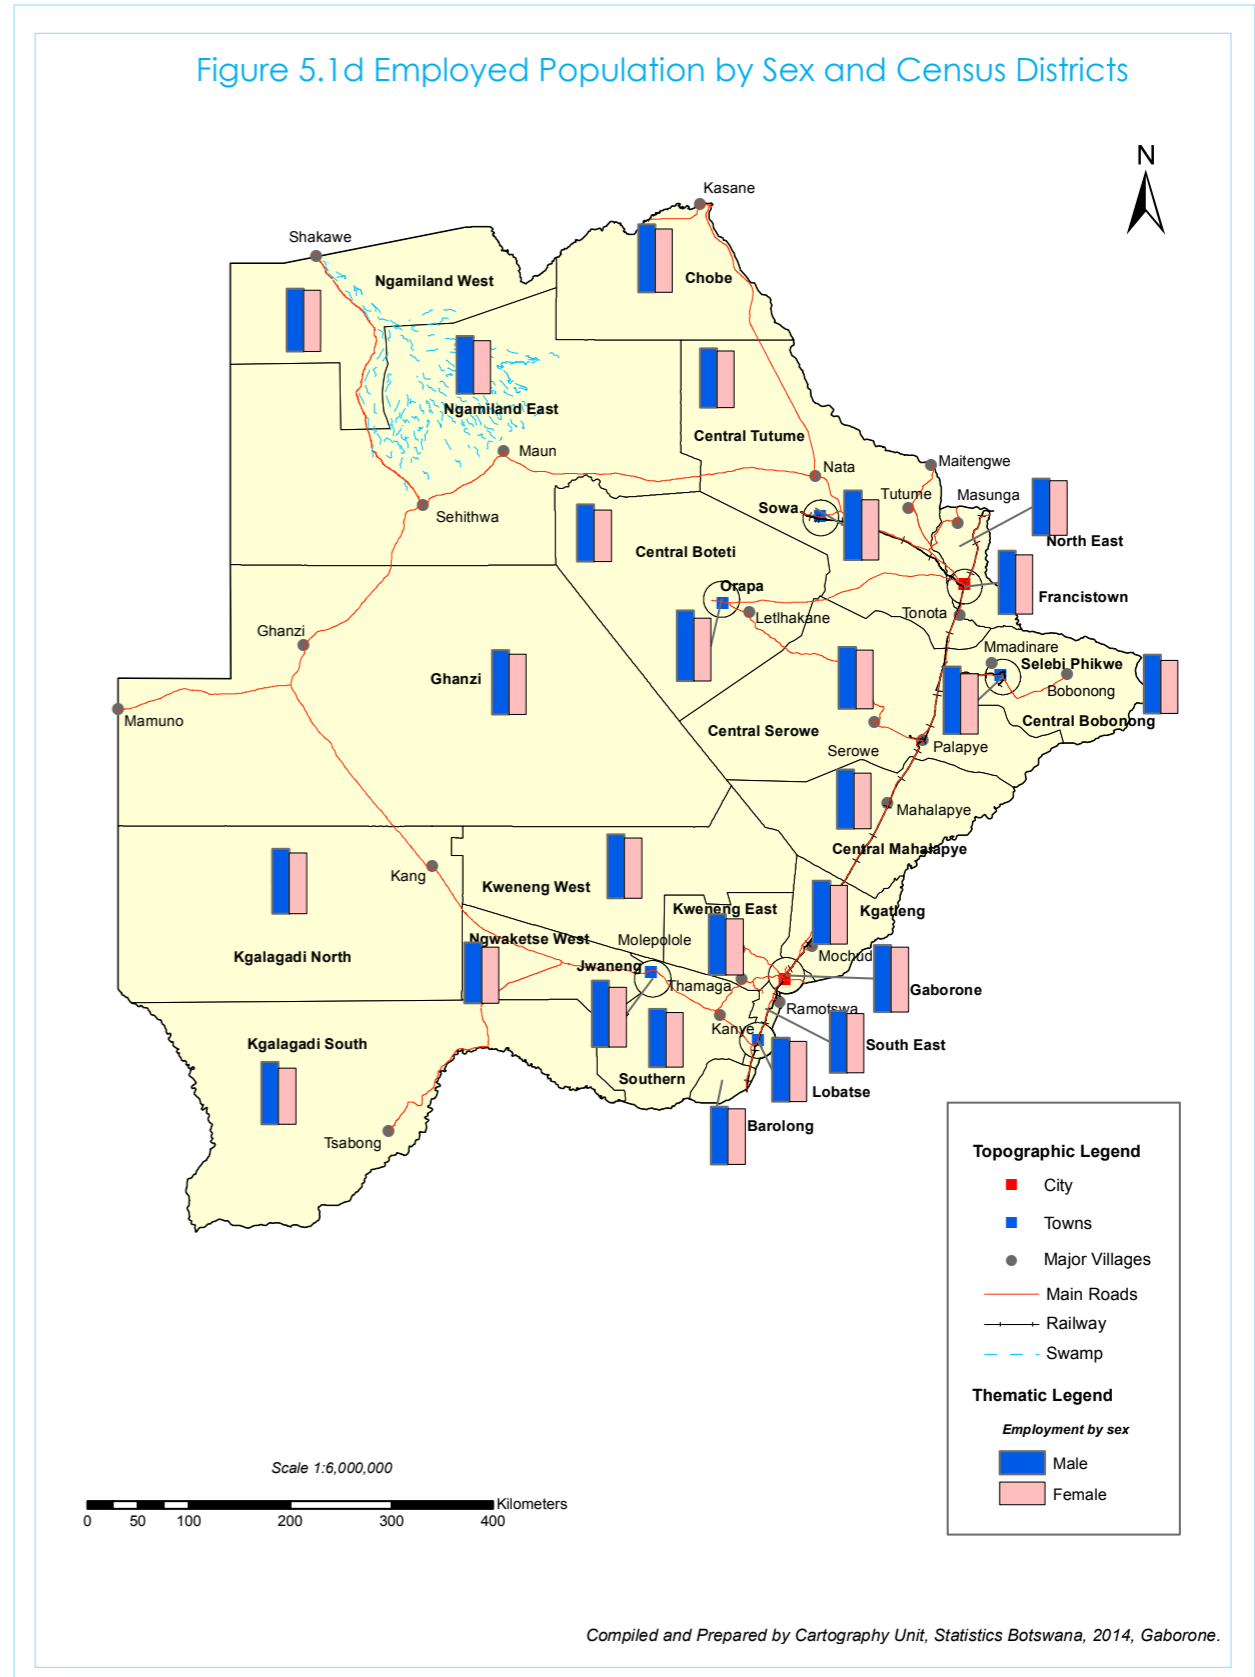 Figure 5.1d Employed Population by Sex and Census Districts
N
Kasane
Shakawe
Ngamiland West
Chobe
Ngamiland East
Central Tutume
Maun
Nata
Maitengwe
Tutume
Masunga
Sehithwa
Sowa
North East
Central Boteti
Orapa
Francistown
Letlhakane
Tonota
Ghanzi
Mmadinare
Selebi Phikwe
Ghanzi
Bobonong
Mamuno
Central Serowe
Central Bobonong
Serowe
Palapye
Mahalapye
Central Mahalapye
Kang
Kweneng West
Kweneng East
Kgatleng
Ngwaketse West
Molepolole
Kgalagadi North
Mochud
Jwaneng
Thamaga
Gaborone
Ramotswa
Kanye
Kgalagadi South
South East
Southern
Lobatse
Barolong
Tsabong
Topographic Legend
City
Towns
Major Villages
Main Roads
Railway
Swamp
Thematic Legend
Employment by sex
Male
Female
Scale 1:6,000,000
Kilometers
0 50 100 200 300 400
Compiled and Prepared by Cartography Unit, Statistics Botswana, 2014, Gaborone.